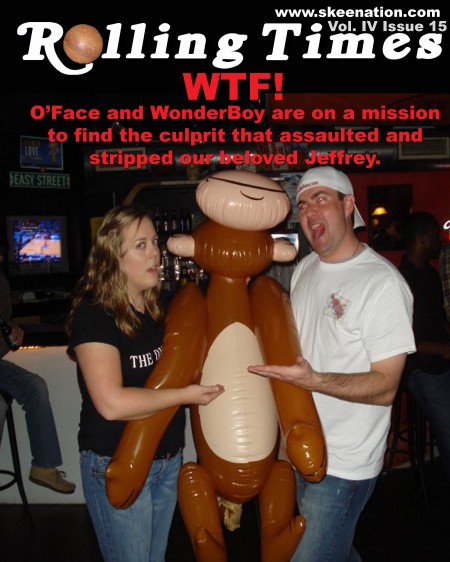 www.skeenation.com
Vol. IV Issue 15
Rolling Times
WTF!
O'Face and WonderBoy are on a mission
to find the culprit that assaulted and
stripped our beloved Jeffrey.
LOVE
EASY STREET
THE D